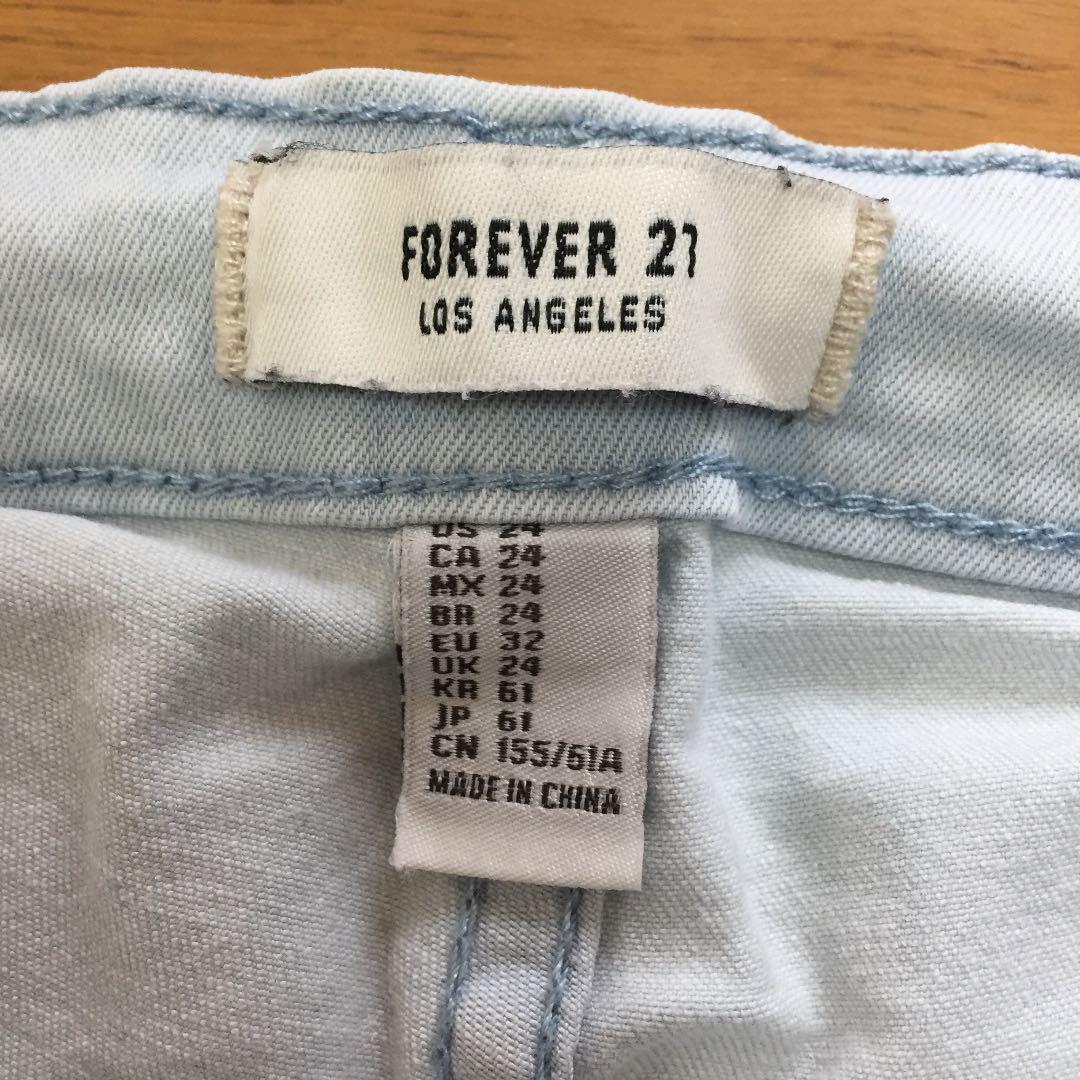 FOREVER 21
LOS ANGELES
US 24
CA 24
MX 24
BR 24
EU 32
UK 24
KR 61
JP 61
CN 155/61A
MADE IN CHINA